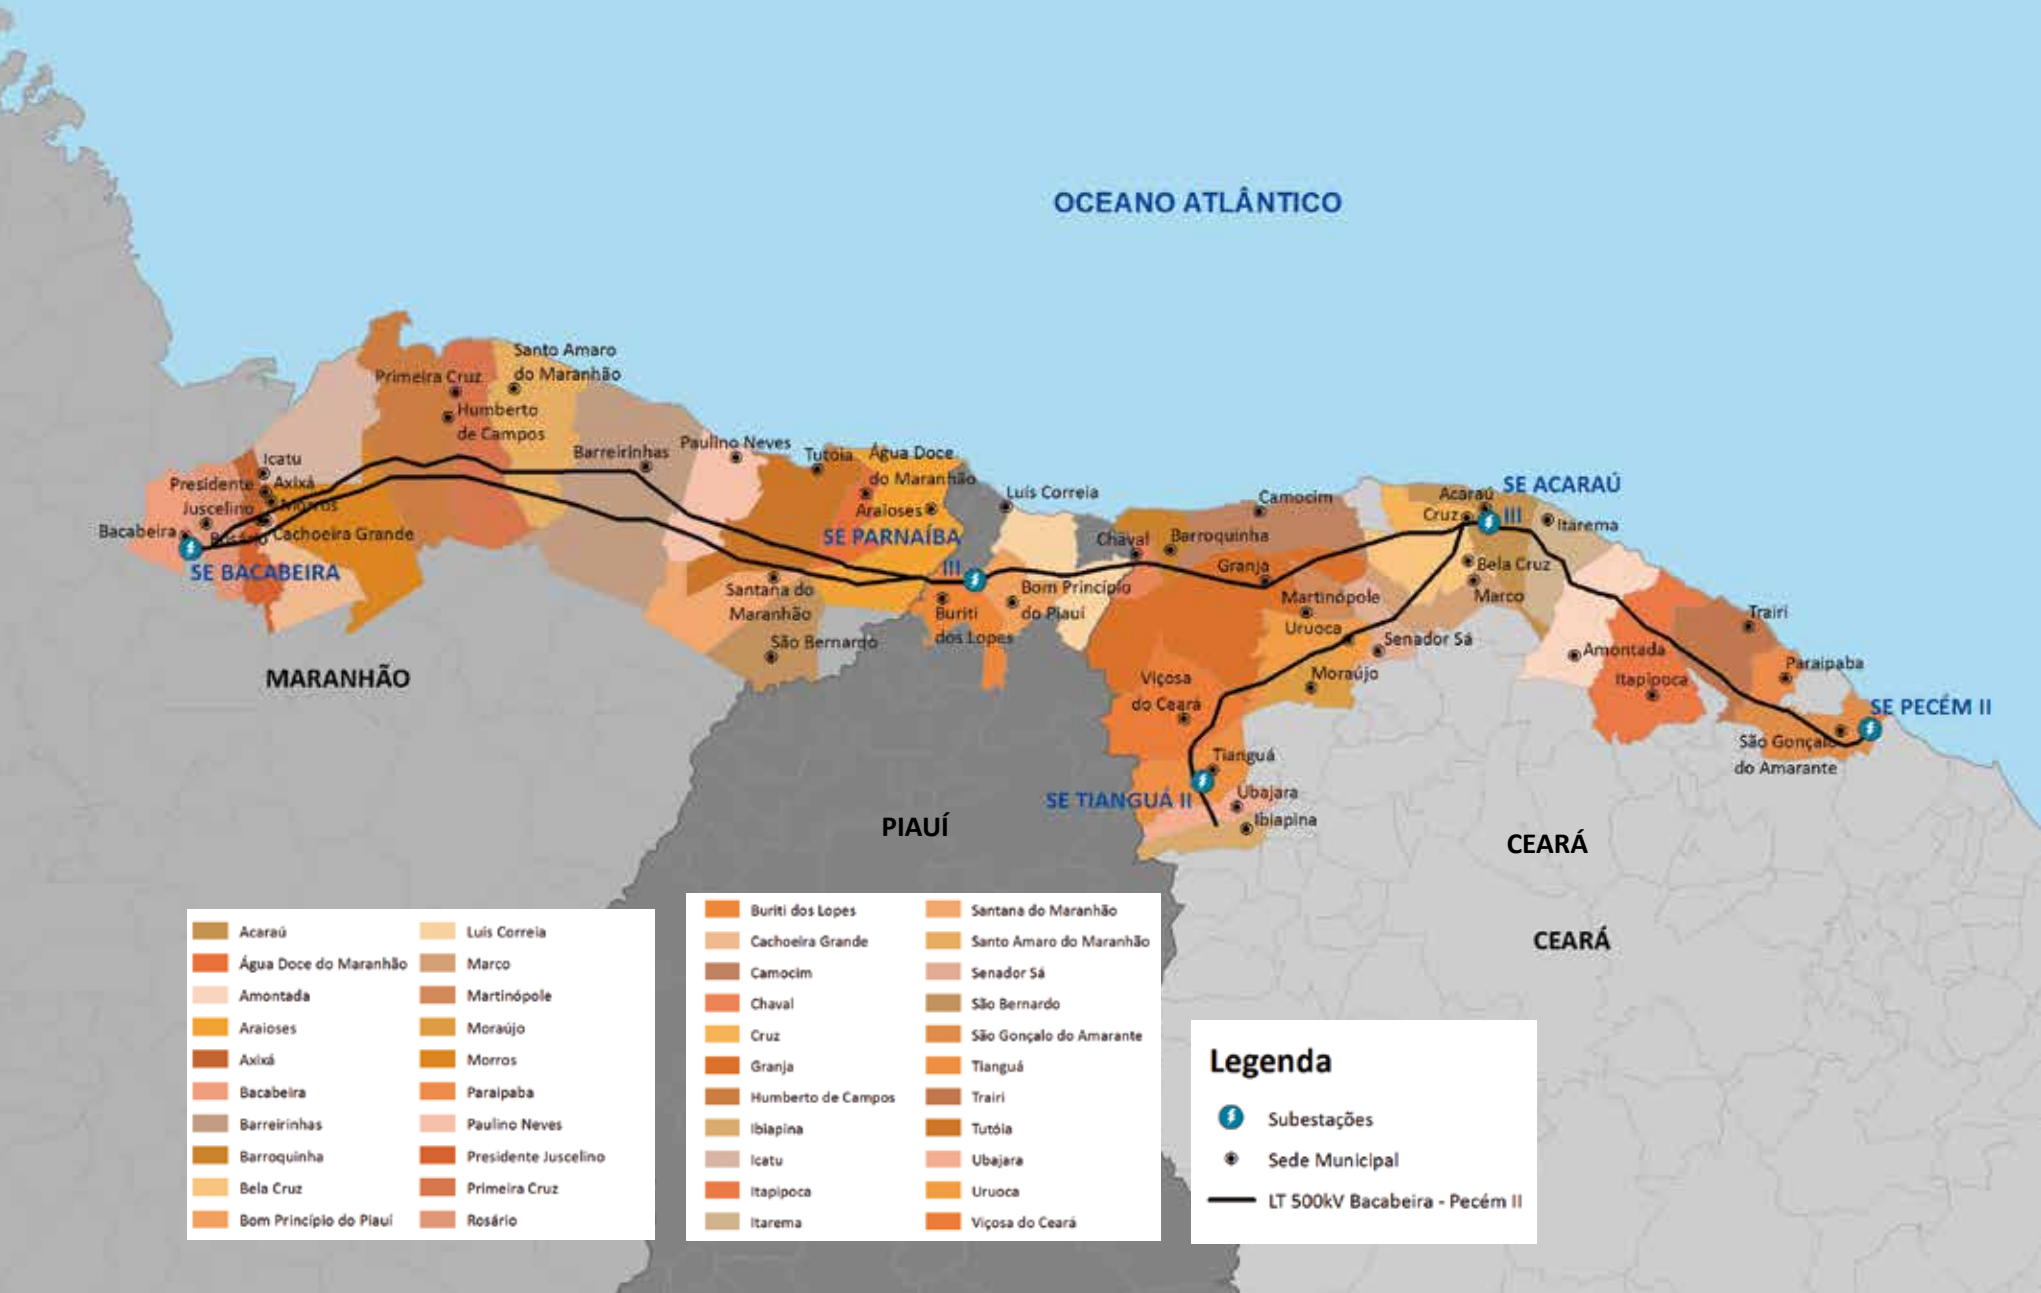 OCEANO ATLÂNTICO
Santo Amaro
do Maranhão
Primeira Cruz
Humberto
de Campos
Barreirinhas
Paulino Neves
Tutóia
Água Doce
do Maranhão
Araioses
Luís Correia
Icatu
Presidente
Juscelino
Axixá
Morros
Bacabeira
Rosário
Cachoeira Grande
SE BACABEIRA
SE PARNAÍBA
III
Santana do
Maranhão
São Bernardo
Buriti
dos Lopes
Bom Princípio
do Piauí
Chaval
Barroquinha
Camocim
Granja
Martinópole
Uruoca
Senador Sá
Moraújo
Viçosa
do Ceará
Tianguá
SE TIANGUÁ II
Ubajara
Ibiapina
Acaraú
Cruz
SE ACARAÚ
III
Itarema
Bela Cruz
Marco
Amontada
Itapipoca
Trairi
Paraipaba
SE PECÉM II
São Gonçalo
do Amarante
MARANHÃO
PIAUÍ
CEARÁ
CEARÁ
Acaraú
Água Doce do Maranhão
Amontada
Araioses
Axixá
Bacabeira
Barreirinhas
Barroquinha
Bela Cruz
Bom Princípio do Piauí
Luís Correia
Marco
Martinópole
Moraújo
Morros
Paraipaba
Paulino Neves
Presidente Juscelino
Primeira Cruz
Rosário
Buriti dos Lopes
Cachoeira Grande
Camocim
Chaval
Cruz
Granja
Humberto de Campos
Ibiapina
Icatu
Itapipoca
Itarema
Santana do Maranhão
Santo Amaro do Maranhão
Senador Sá
São Bernardo
São Gonçalo do Amarante
Tianguá
Trairi
Tutóia
Ubajara
Uruoca
Viçosa do Ceará
Legenda
Subestações
Sede Municipal
LT 500kV Bacabeira - Pecém II